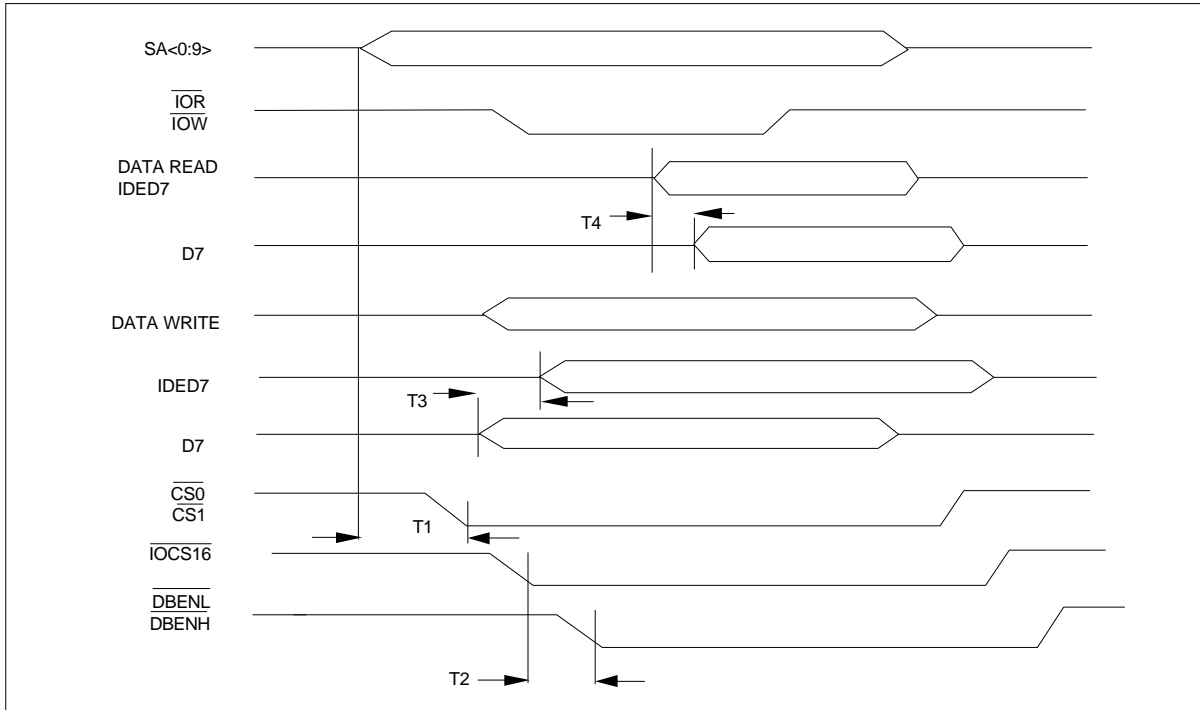 SA<0:9>
IOR
IOW
DATA READ
IDED7
T4
D7
DATA WRITE
IDED7
T3
D7
CS0
CS1
T1
IOCS16
DBENL
DBENH
T2